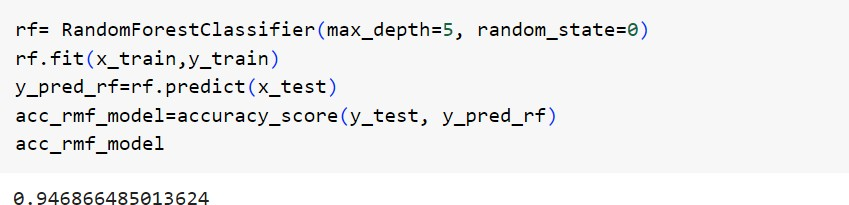 rf= RandomForestClassifier(max_depth=5, random_state=0)
rf.fit(x_train,y_train)
y_pred_rf=rf.predict(x_test)
acc_rmf_model=accuracy_score(y_test, y_pred_rf)
acc_rmf_model
0.946866485013624